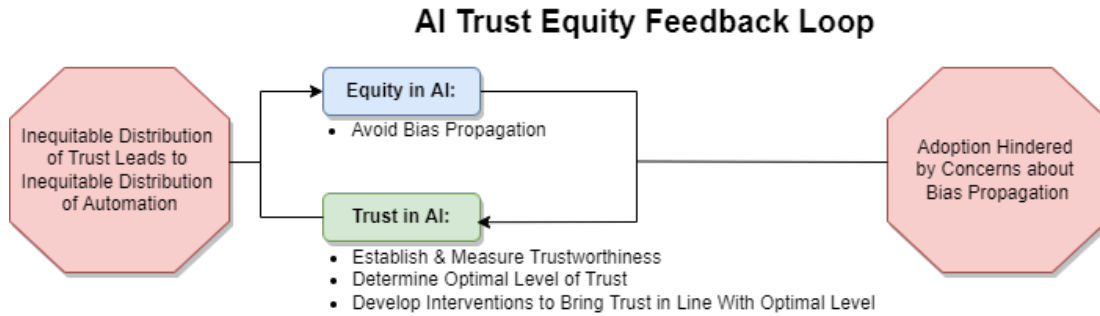 AI Trust Equity Feedback Loop
Inequitable Distribution
of Trust Leads to
Inequitable Distribution
of Automation
Equity in AI:
• Avoid Bias Propagation
Trust in AI:
• Establish & Measure Trustworthiness
• Determine Optimal Level of Trust
• Develop Interventions to Bring Trust in Line With Optimal Level
Adoption Hindered
by Concerns about
Bias Propagation